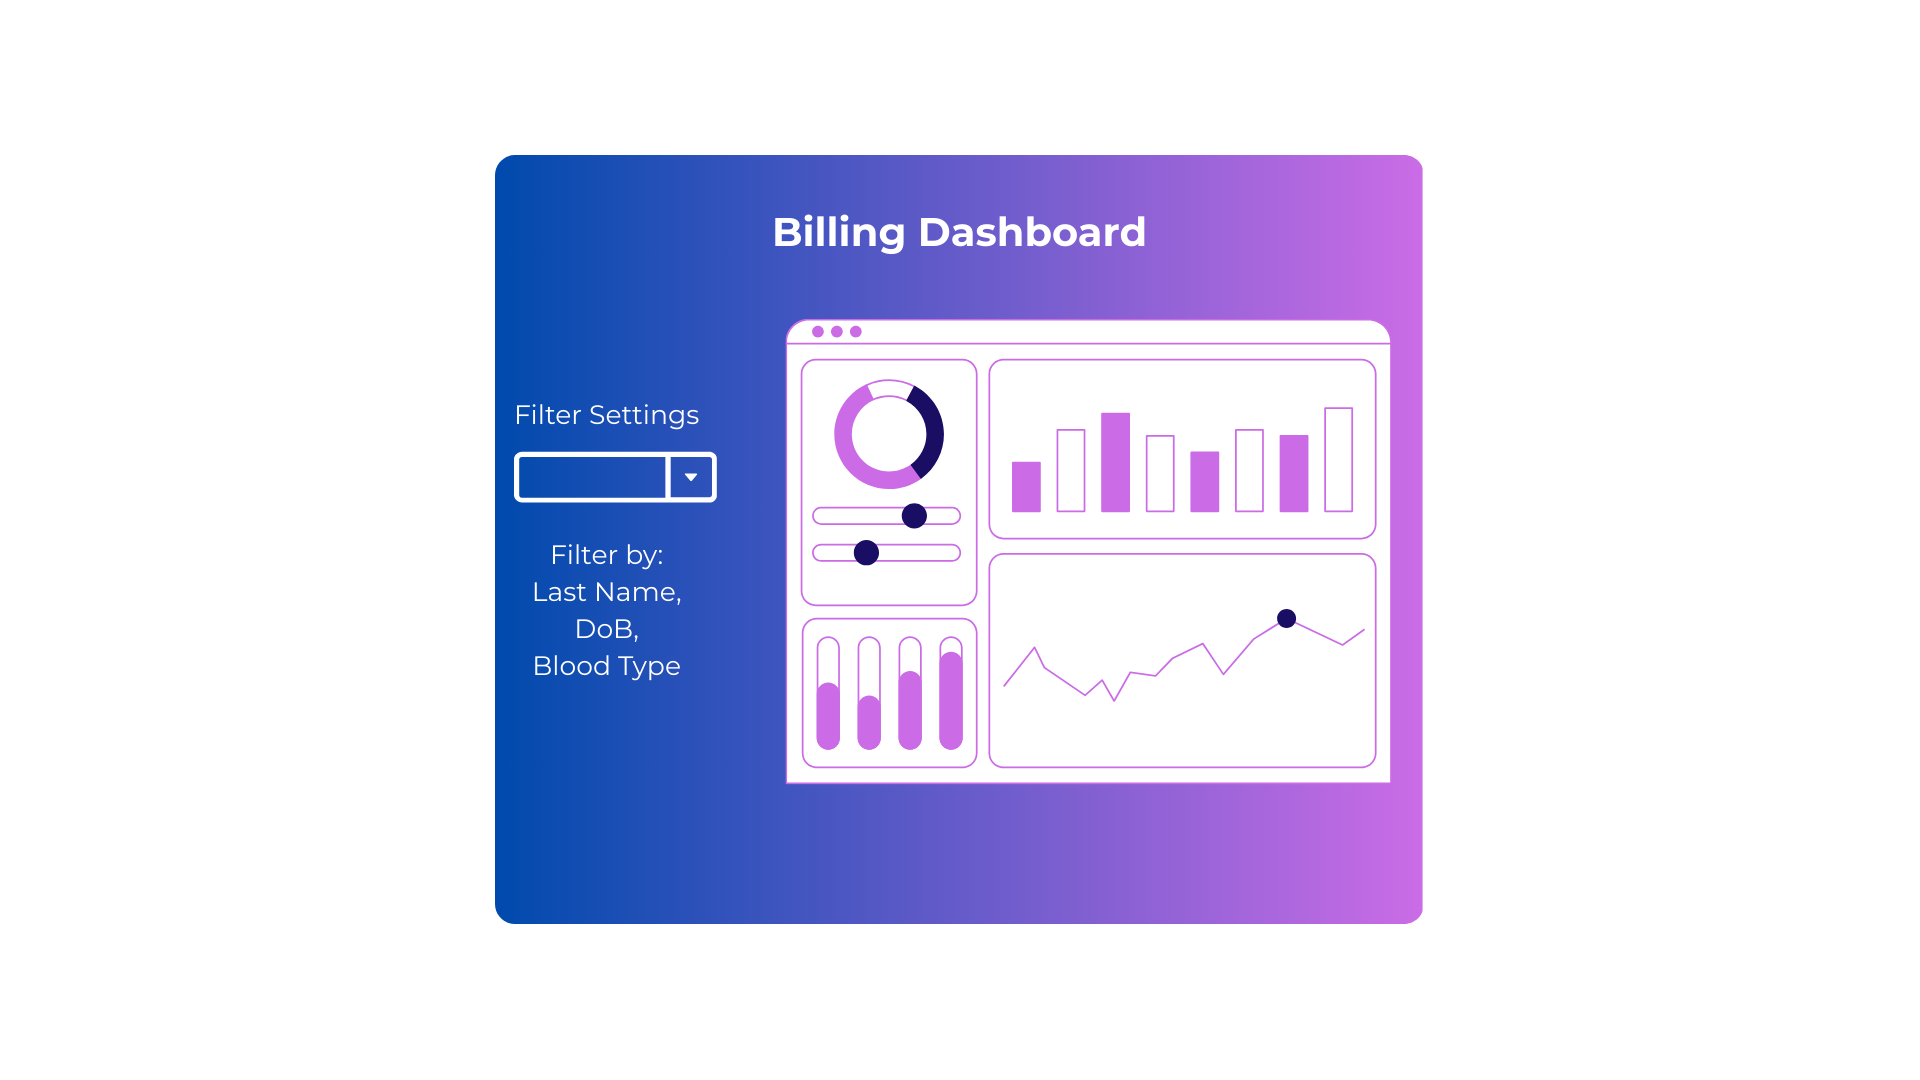 Billing Dashboard
Filter Settings
Filter by:
Last Name,
DoB,
Blood Type